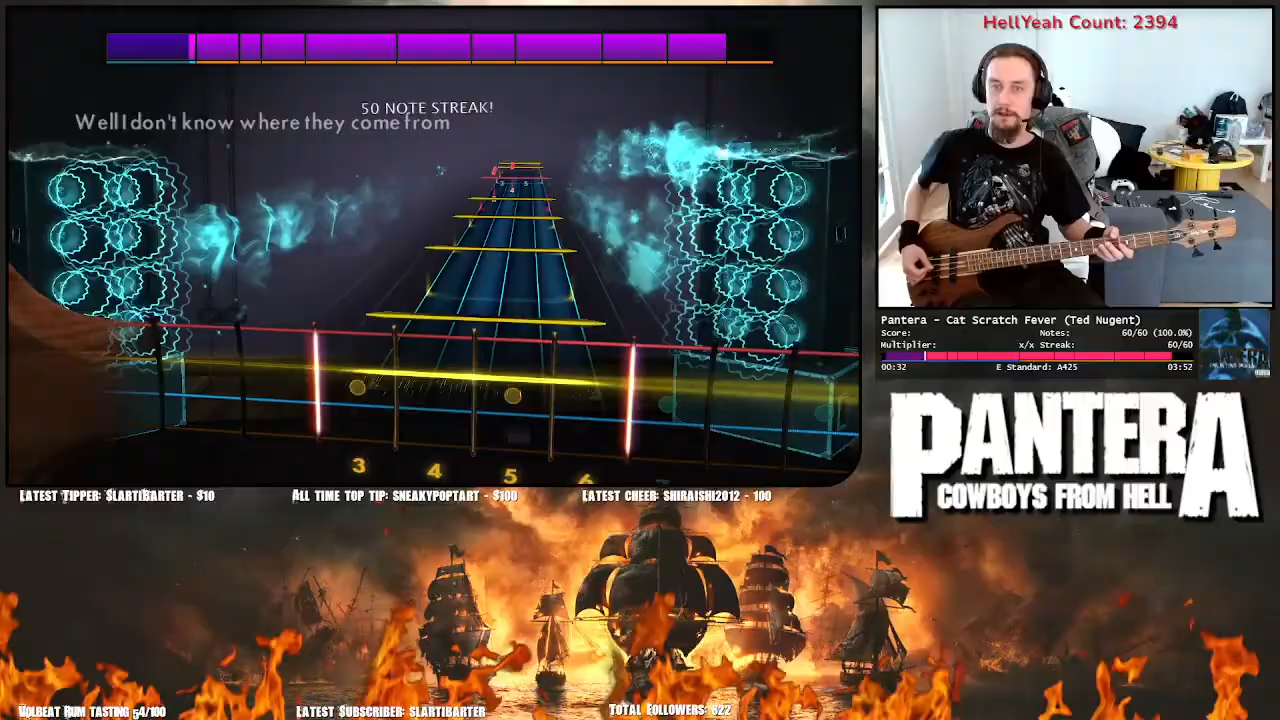 HellYeah Count: 2394
50 NOTE STREAK!
Well I don't know where they come from
3 4 5 6
Pantera - Cat Scratch Fever (Ted Nugent)
Score: Notes: 60/60 (100.0%)
Multiplier: x/x Streak: 60/60
00:32 E Standard: A425 03:52
PANTERA
COWBOYS FROM HELL
LATEST TIPPER: SLARTIBARTER - $10
ALL TIME TOP TIP: SNEAKYPOPTART - $100
LATEST CHEER: SHIRAISHI2012 - 100
VOLBEAT RUM TASTING 54/100
LATEST SUBSCRIBER: SLARTIBARTER
TOTAL FOLLOWERS: 622